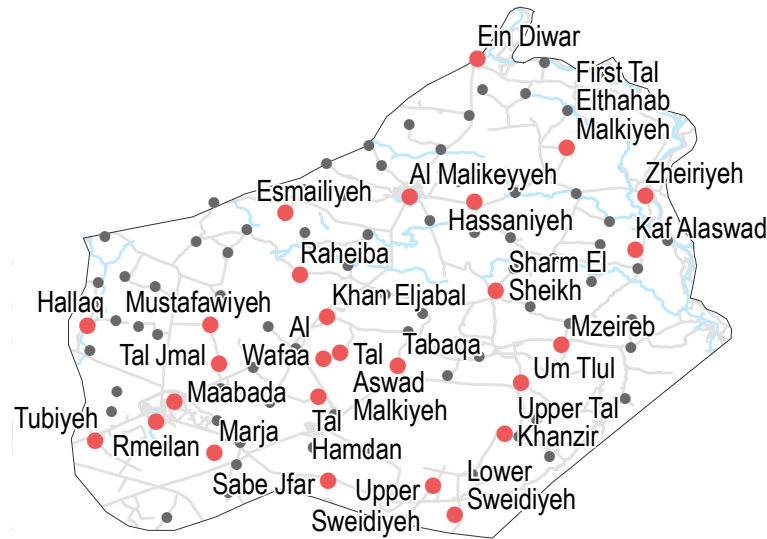 Ein Diwar
First Tal
Elthahab
Malkiyeh
Zheiriyeh
Al Malikeyyeh
Esmailiyeh
Hassaniyeh
Kaf Alaswad
Raheiba
Sharm El
Sheikh
Khan Eljabal
Hallaq
Mustafawiyeh
Al
Wafaa
Mzeireb
Tabaqa
Tal Jmal
Tal
Aswad
Malkiyeh
Um Tlul
Maabada
Upper Tal
Khanzir
Tubiyeh
Tal
Hamdan
Rmeilan
Marja
Sabe Jfar
Lower
Sweidiyeh
Upper
Sweidiyeh